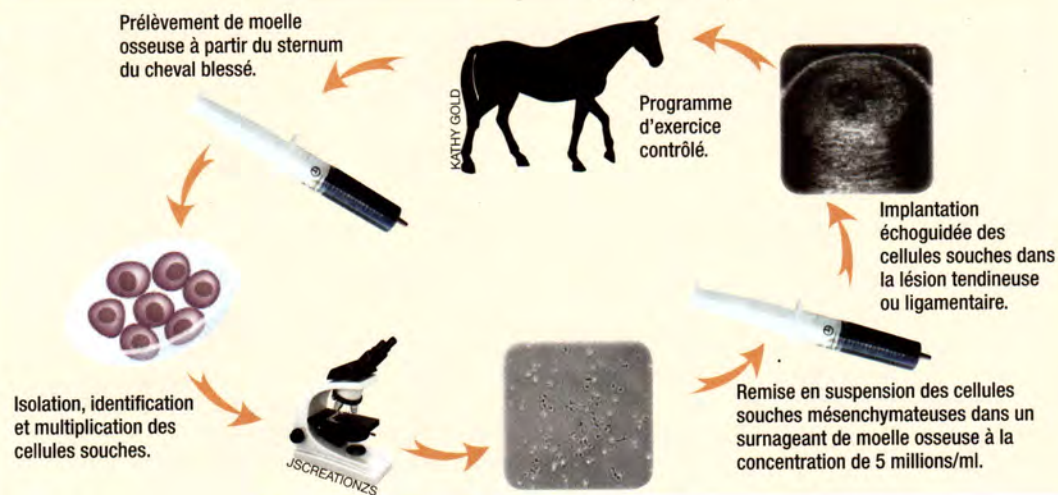 Prélèvement de moelle
osseuse à partir du sternum
du cheval blessé.
KATHY GOLD
Programme
d'exercice
contrôlé.
Implantation
échoguidée des
cellules souches dans
la lésion tendineuse
ou ligamentaire.
Isolation, identification
et multiplication des
cellules souches.
JSCREATIONZS
Remise en suspension des cellules
souches mésenchymateuses dans un
surnageant de moelle osseuse à la
concentration de 5 millions/ml.